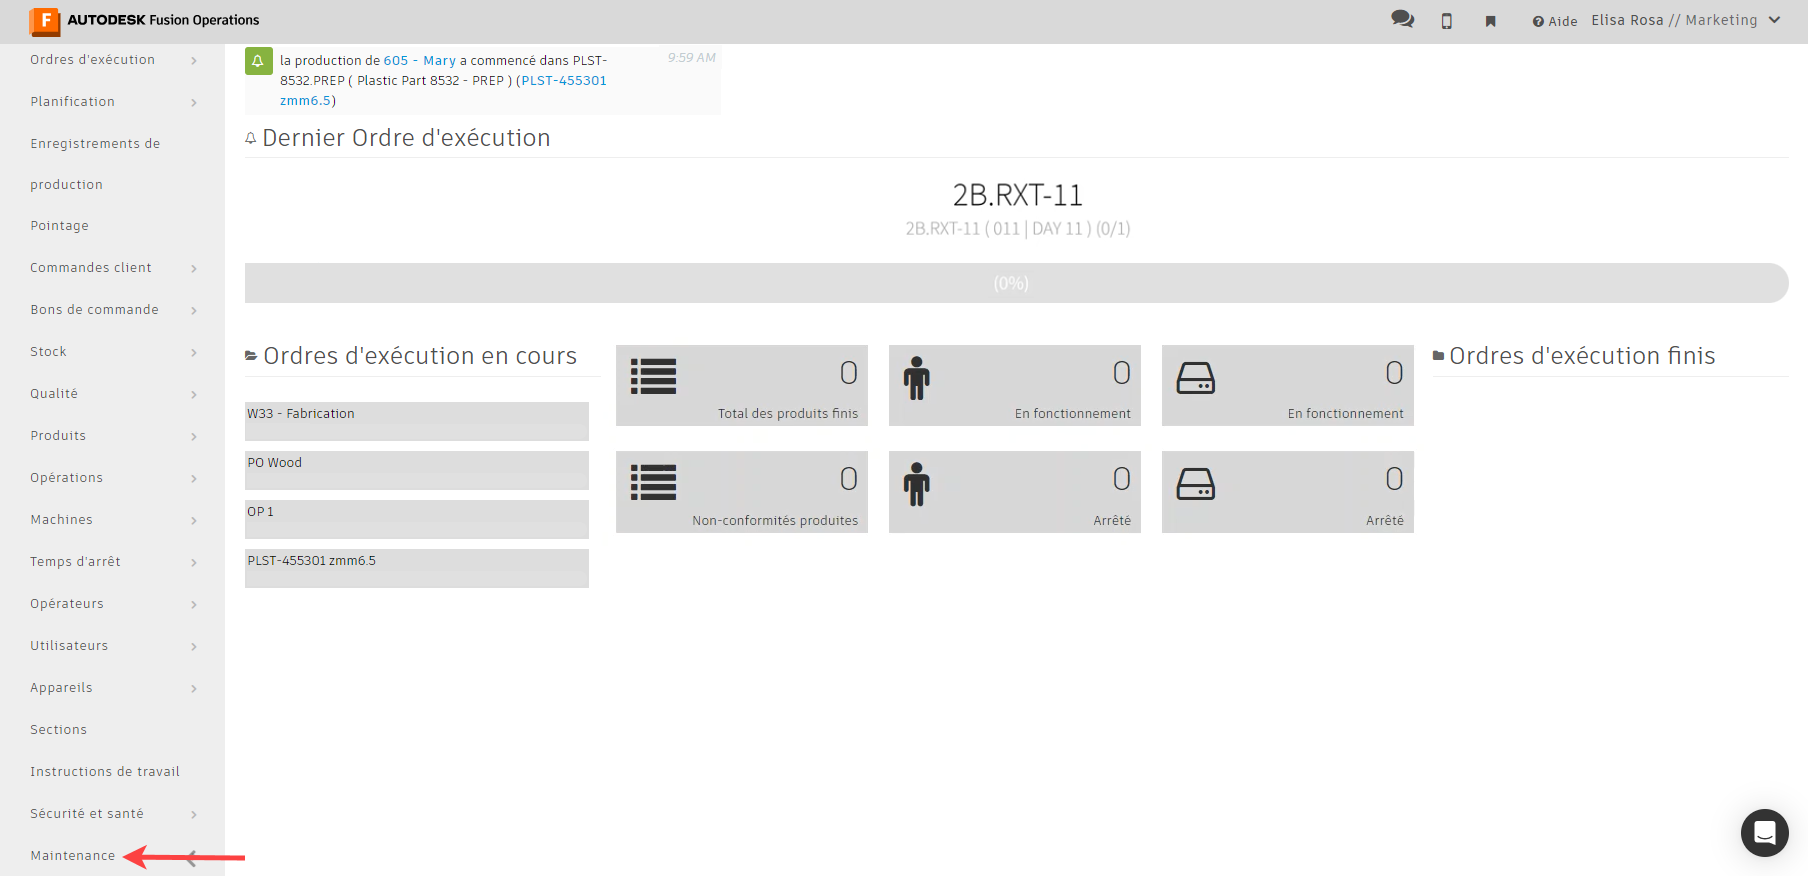 F AUTODESK Fusion Operations
Aide
Elisa Rosa // Marketing
Ordres d'exécution
Planification
Enregistrements de
production
Pointage
Commandes client
Bons de commande
Stock
Qualité
Produits
Opérations
Machines
Temps d'arrêt
Opérateurs
Utilisateurs
Appareils
Sections
Instructions de travail
Sécurité et santé
Maintenance
la production de 605 - Mary a commencé dans PLST-
8532.PREP ( Plastic Part 8532 - PREP ) (PLST-455301
zmm6.5)
9:59 AM
Dernier Ordre d'exécution
2B.RXT-11
2B.RXT-11 ( 011 | DAY 11 ) (0/1)
(0%)
Ordres d'exécution en cours
W33 - Fabrication
PO Wood
OP 1
PLST-455301 zmm6.5
0
Total des produits finis
0
En fonctionnement
0
En fonctionnement
0
Non-conformités produites
0
Arrêté
0
Arrêté
Ordres d'exécution finis